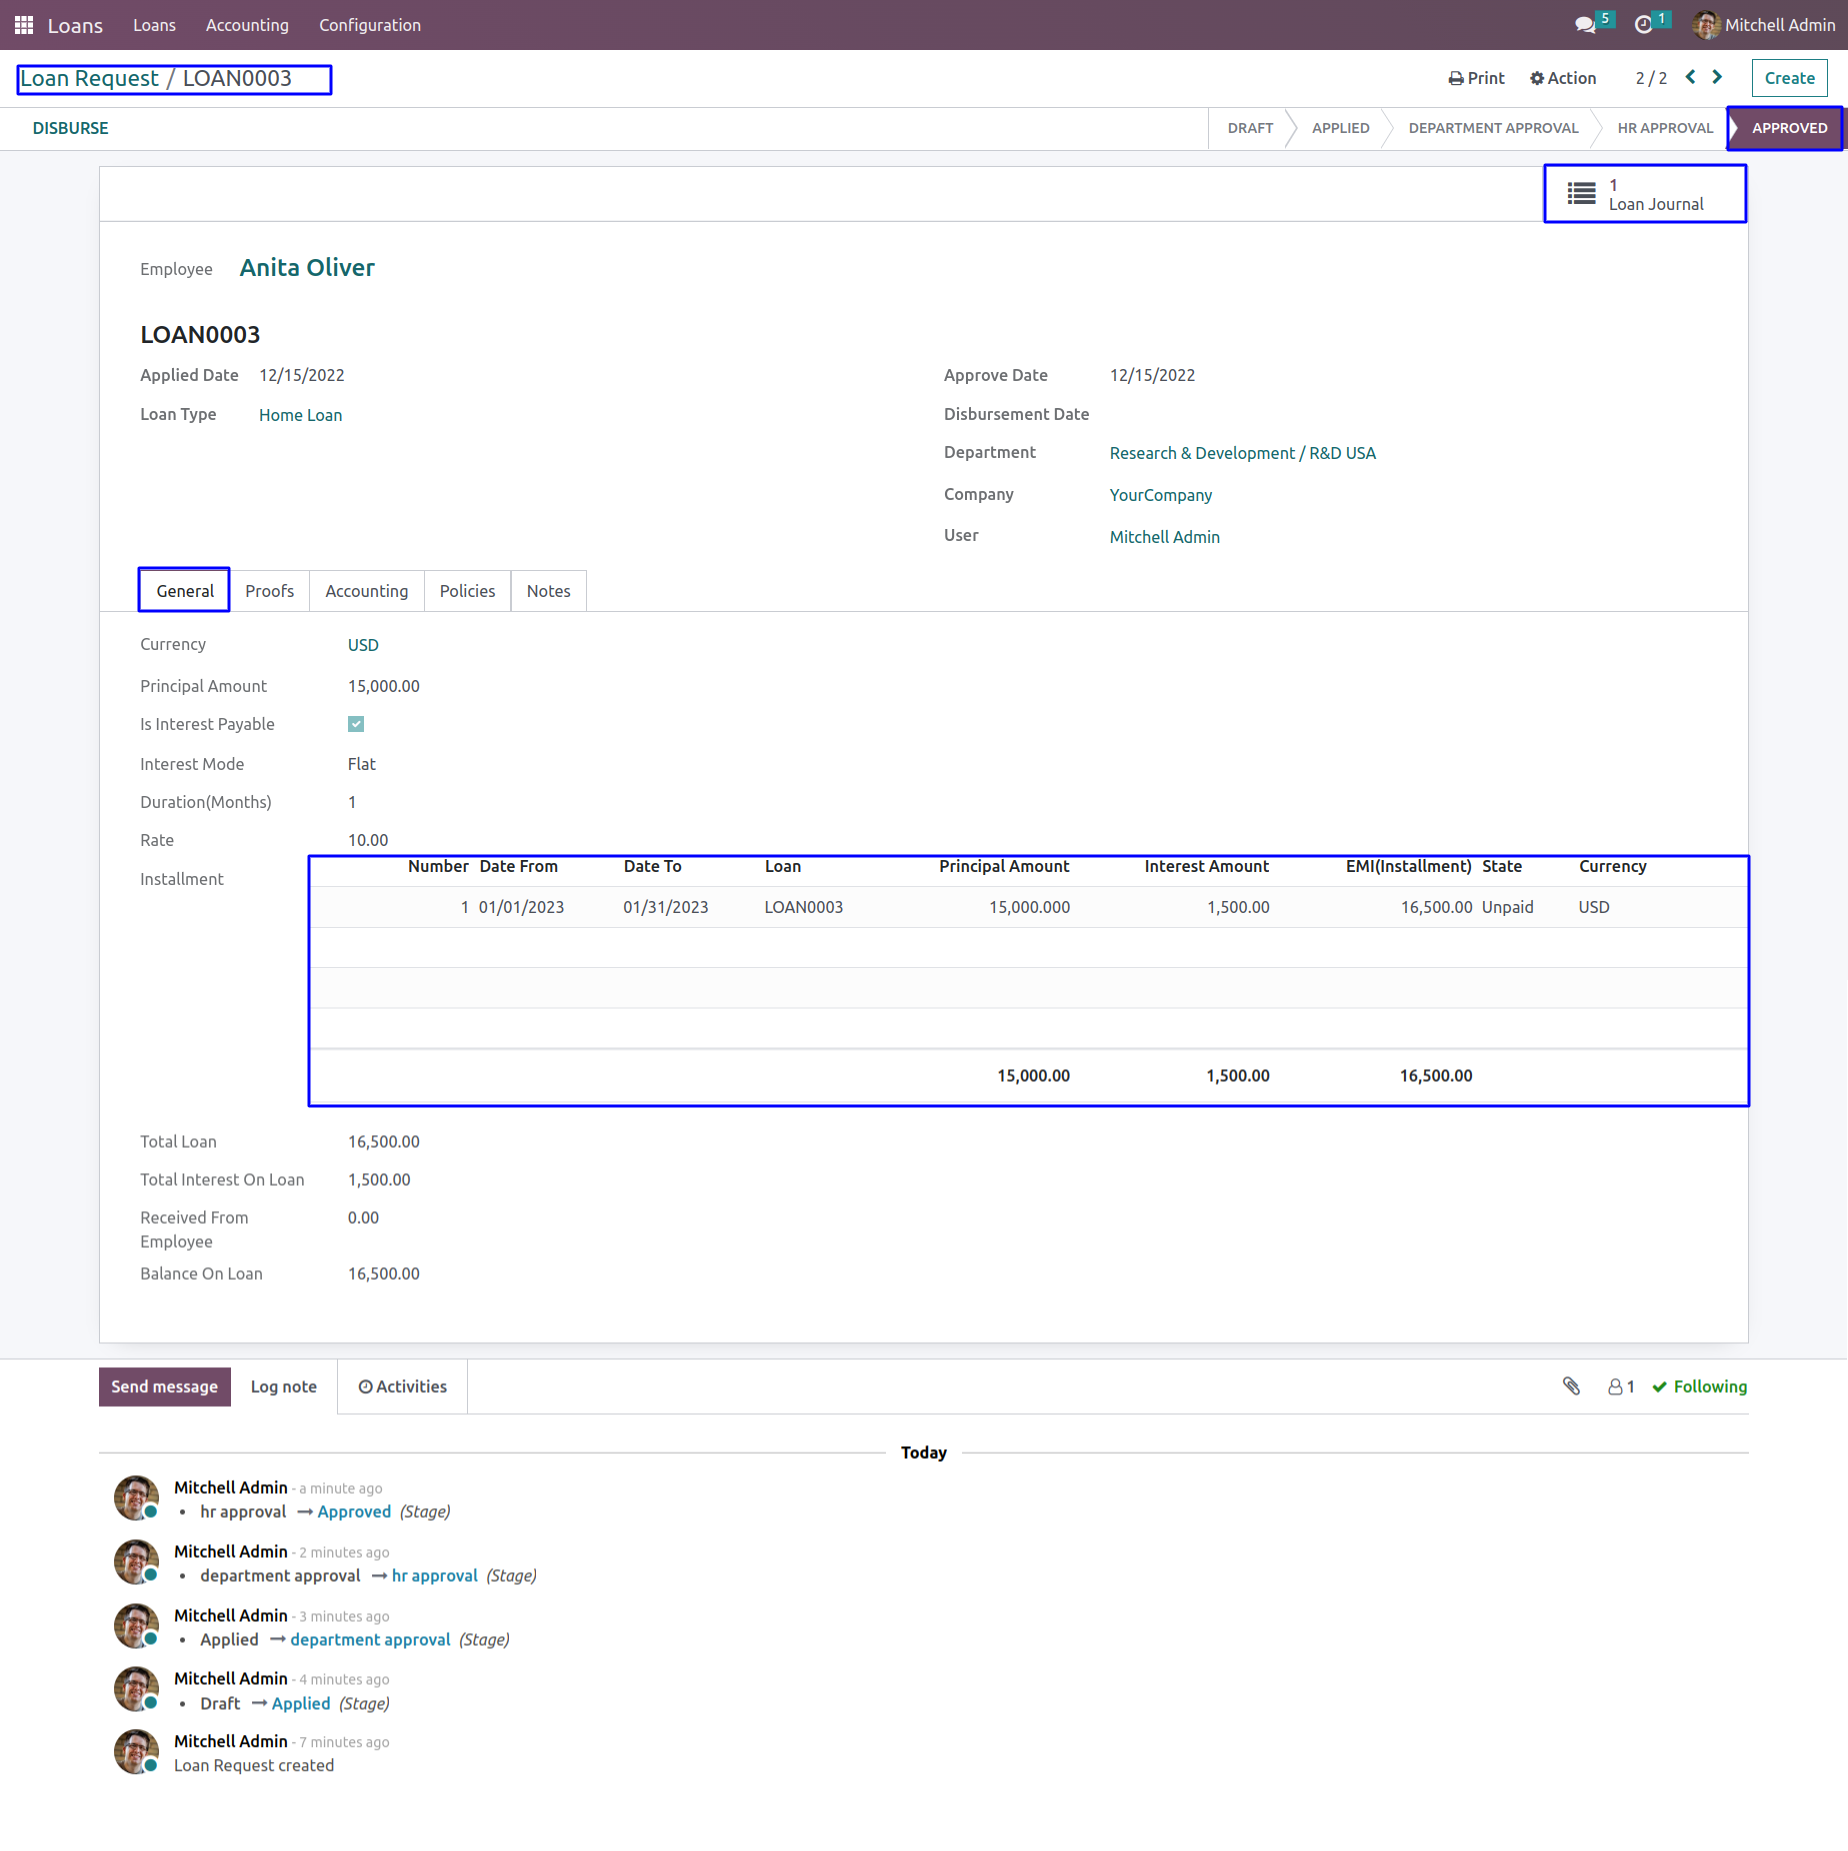 Loans Loans Accounting Configuration 5 1 Mitchell Admin
Loan Request / LOAN0003 Print Action 2 / 2 Create
DISBURSE DRAFT APPLIED DEPARTMENT APPROVAL HR APPROVAL APPROVED
1
Loan Journal
Employee Anita Oliver
LOAN0003
Applied Date 12/15/2022 Approve Date 12/15/2022
Loan Type Home Loan Disbursement Date
Department Research & Development / R&D USA
Company YourCompany
User Mitchell Admin
General Proofs Accounting Policies Notes
Currency USD
Principal Amount 15,000.00
Is Interest Payable
Interest Mode Flat
Duration(Months) 1
Rate 10.00
Installment Number Date From Date To Loan Principal Amount Interest Amount EMI(Installment) State Currency
1 01/01/2023 01/31/2023 LOAN0003 15,000.000 1,500.00 16,500.00 Unpaid USD
15,000.00 1,500.00 16,500.00
Total Loan 16,500.00
Total Interest On Loan 1,500.00
Received From Employee 0.00
Balance On Loan 16,500.00
Send message Log note Activities 1 Following
Today
Mitchell Admin - a minute ago
• hr approval → Approved (Stage)
Mitchell Admin - 2 minutes ago
• department approval → hr approval (Stage)
Mitchell Admin - 3 minutes ago
• Applied → department approval (Stage)
Mitchell Admin - 4 minutes ago
• Draft → Applied (Stage)
Mitchell Admin - 7 minutes ago
Loan Request created